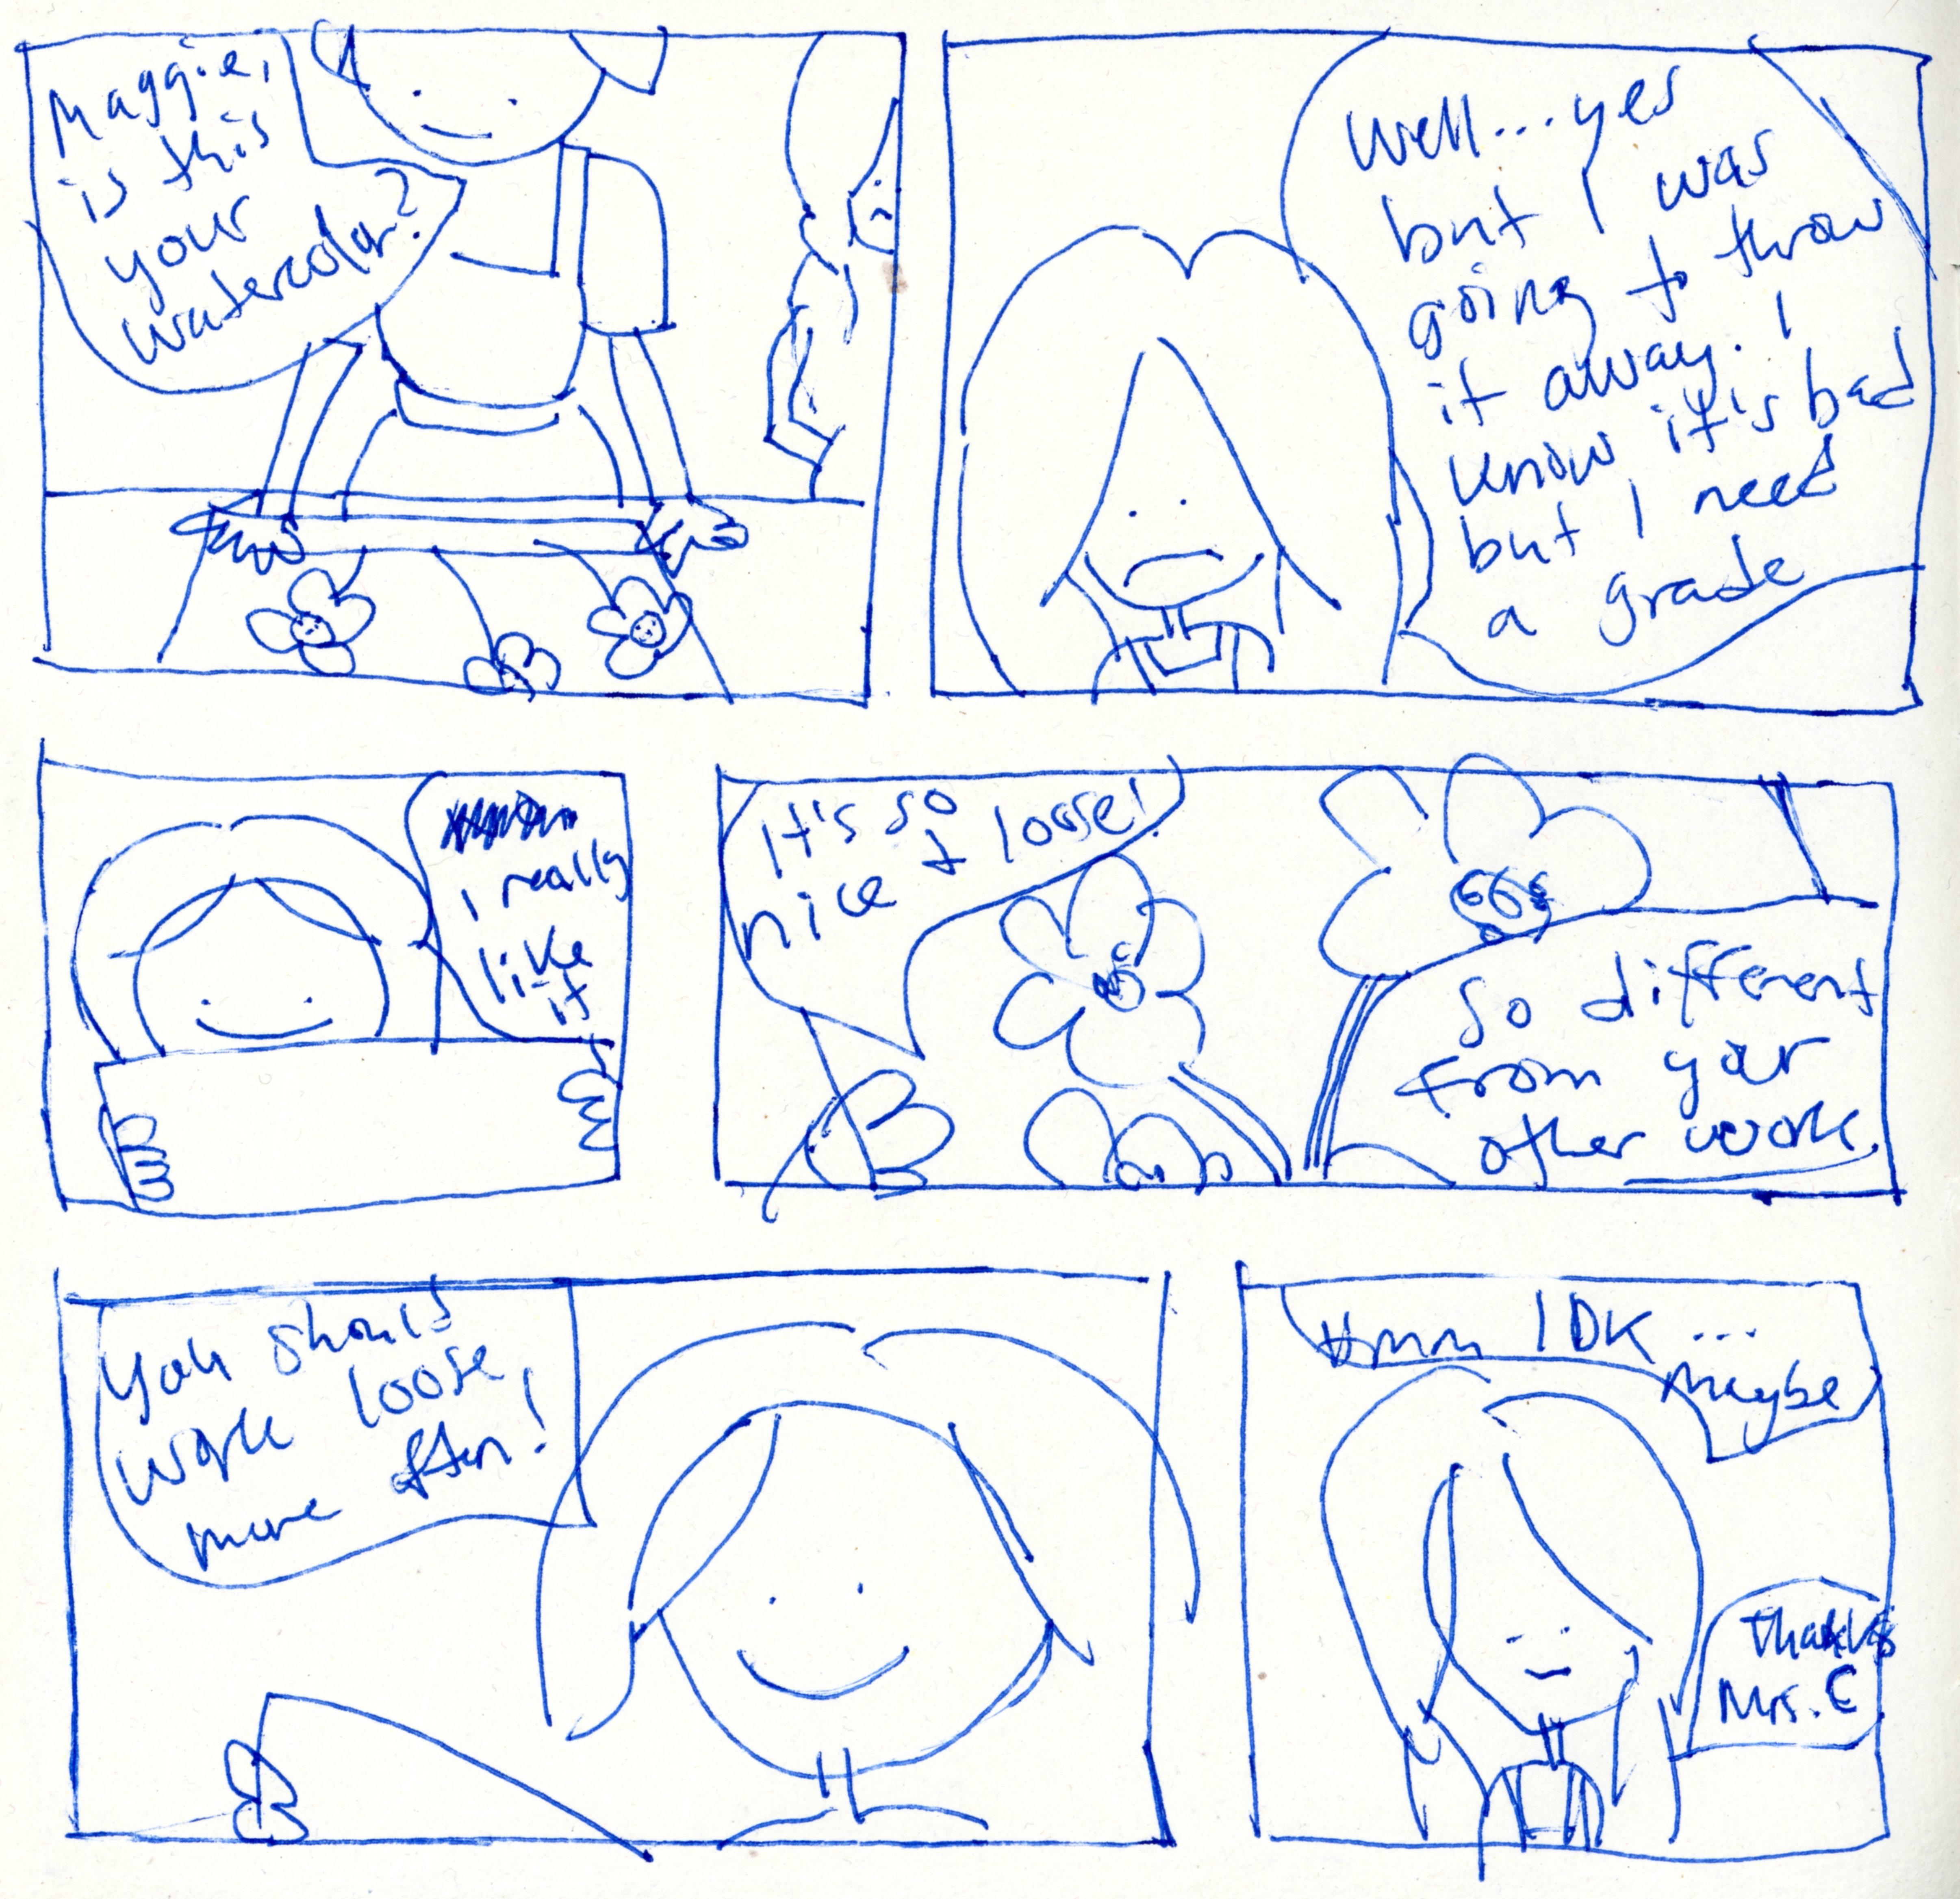 Maggie,
is this
your
watercolor?
Well...yes
but I was
going to throw
it away. I
know it's bad
but I need
a grade
I really
like
it
It's so
nice & loose!
So different
from your
other work.
You should
work loose
more often!
Hmm IDK ...
maybe
thanks
Mrs. C